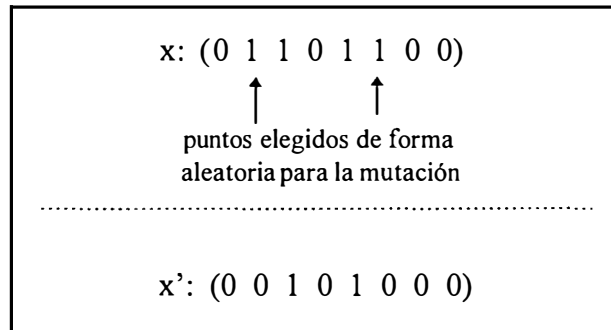 x: (0 1 1 0 1 1 0 0)
puntos elegidos de forma
aleatoria para la mutación
x’: (0 0 1 0 1 0 0 0)